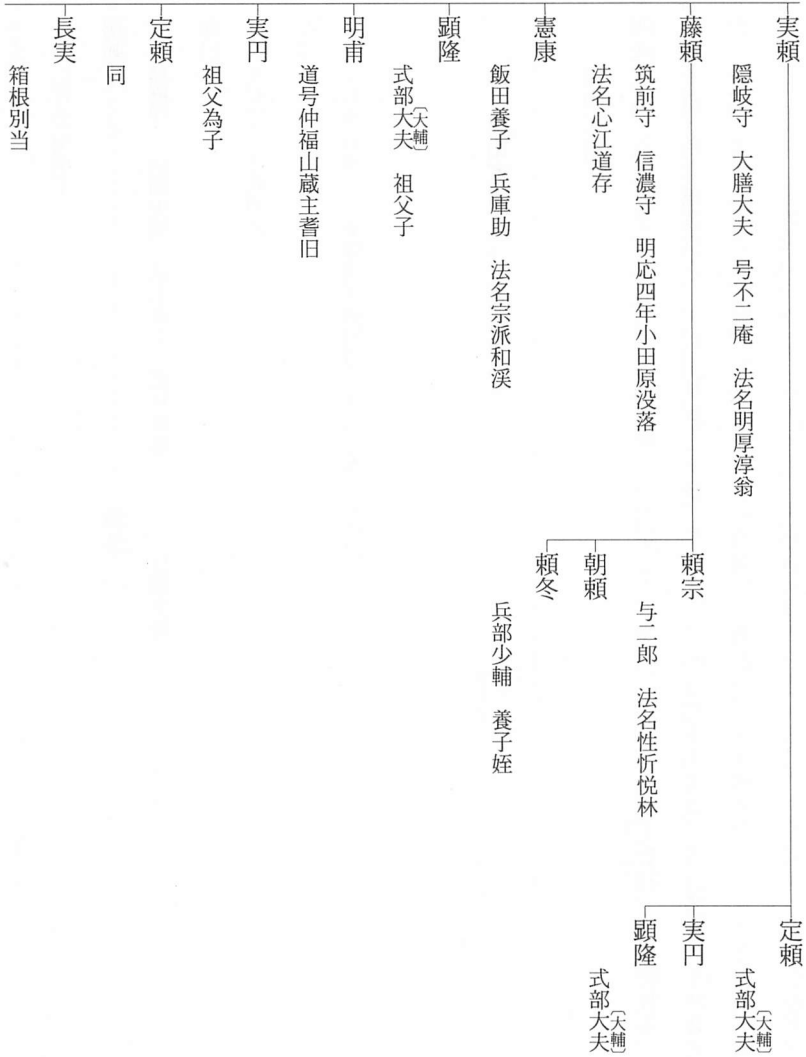 実頼
隠岐守　大膳大夫　号不二庵　法名明厚淳翁
藤頼
筑前守　信濃守　明応四年小田原没落
法名心江道存
憲康
飯田養子　兵庫助　法名宗派和渓
顕隆
式部大夫〔大輔〕　祖父子
明甫
道号仲福山蔵主耆旧
実円
祖父為子
定頼
同
長実
箱根別当
頼宗
与二郎　法名性忻悦林
朝頼
頼冬
兵部少輔　養子姪
定頼
式部大夫〔大輔〕
実円
顕隆
式部大夫〔大輔〕